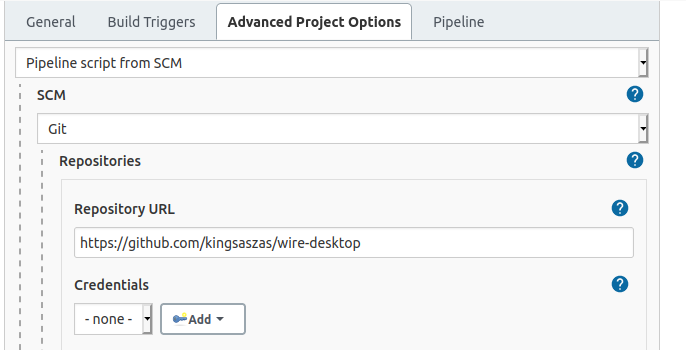 General Build Triggers Advanced Project Options Pipeline
Pipeline script from SCM
SCM ?
Git
Repositories ?
Repository URL ?
https://github.com/kingsaszas/wire-desktop
Credentials ?
- none - Add